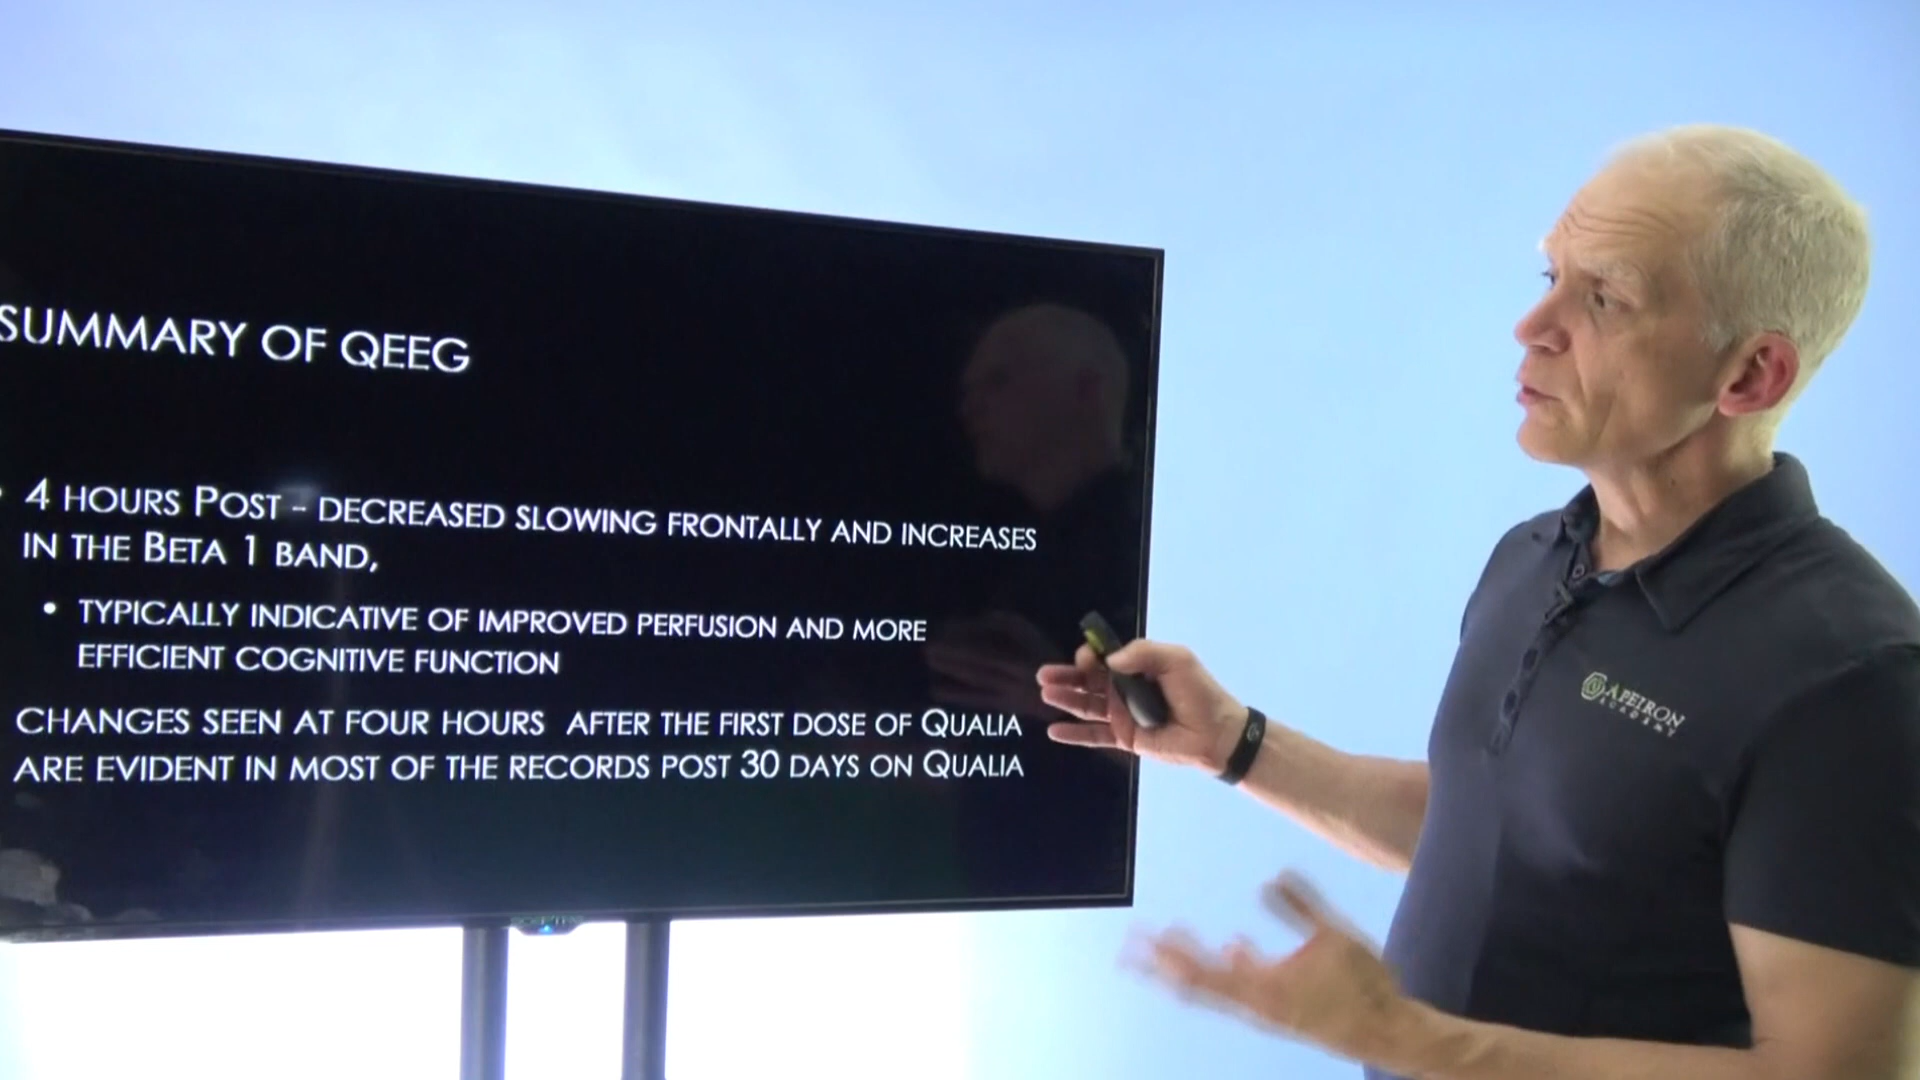 SUMMARY OF QEEG
• 4 HOURS POST - DECREASED SLOWING FRONTALLY AND INCREASES
IN THE BETA 1 BAND,
• TYPICALLY INDICATIVE OF IMPROVED PERFUSION AND MORE
EFFICIENT COGNITIVE FUNCTION
CHANGES SEEN AT FOUR HOURS AFTER THE FIRST DOSE OF QUALIA
ARE EVIDENT IN MOST OF THE RECORDS POST 30 DAYS ON QUALIA
APEIRON
ACADEMY